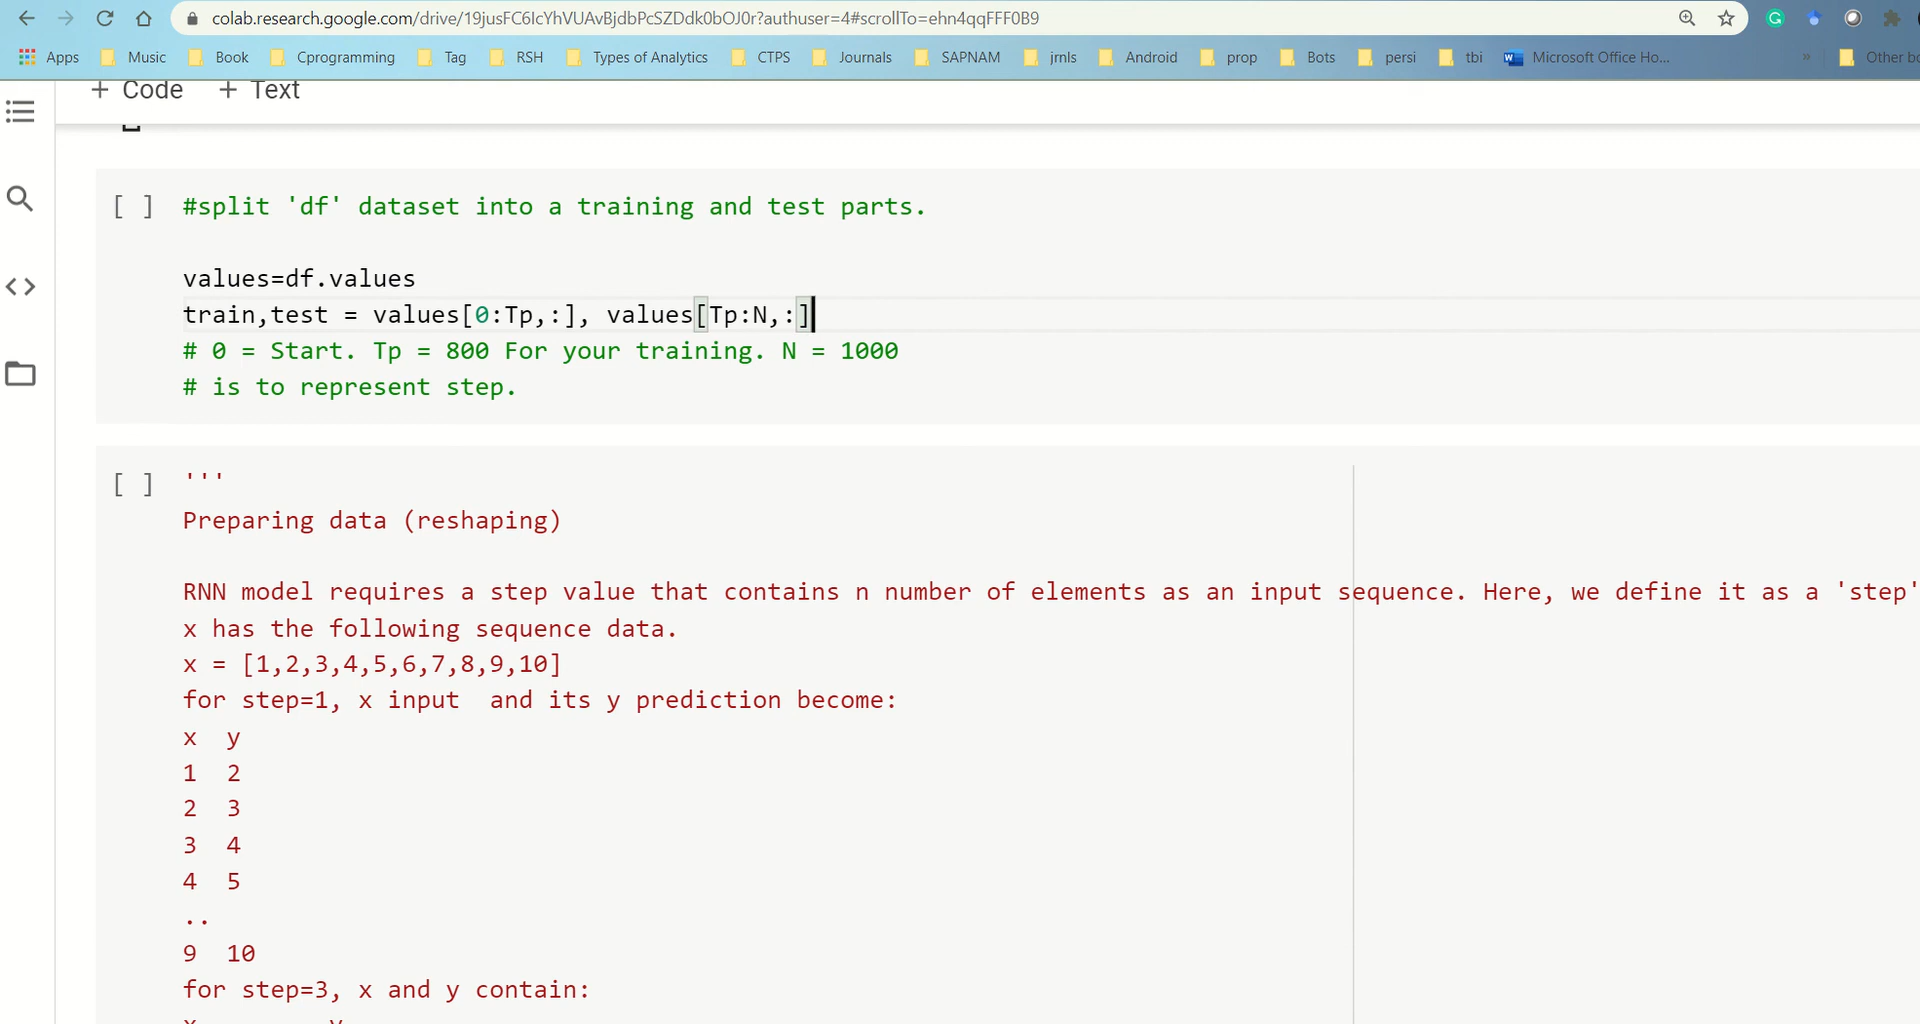 colab.research.google.com/drive/19jusFC6IcYhVUAvBjdbPcSZDdk0bOJ0r?authuser=4#scrollTo=ehn4qqFFF0B9
Apps Music Book Cprogramming Tag RSH Types of Analytics CTPS Journals SAPNAM jrnls Android prop Bots persi tbi Microsoft Office Ho... » Other bo
+ Code + Text
[ ] #split 'df' dataset into a training and test parts.
values=df.values
train,test = values[0:Tp,:], values[Tp:N,:]
# 0 = Start. Tp = 800 For your training. N = 1000
# is to represent step.
[ ] '''
Preparing data (reshaping)
RNN model requires a step value that contains n number of elements as an input sequence. Here, we define it as a 'step'
x has the following sequence data.
x = [1,2,3,4,5,6,7,8,9,10]
for step=1, x input  and its y prediction become:
x  y
1  2
2  3
3  4
4  5
..
9  10
for step=3, x and y contain:
x  y